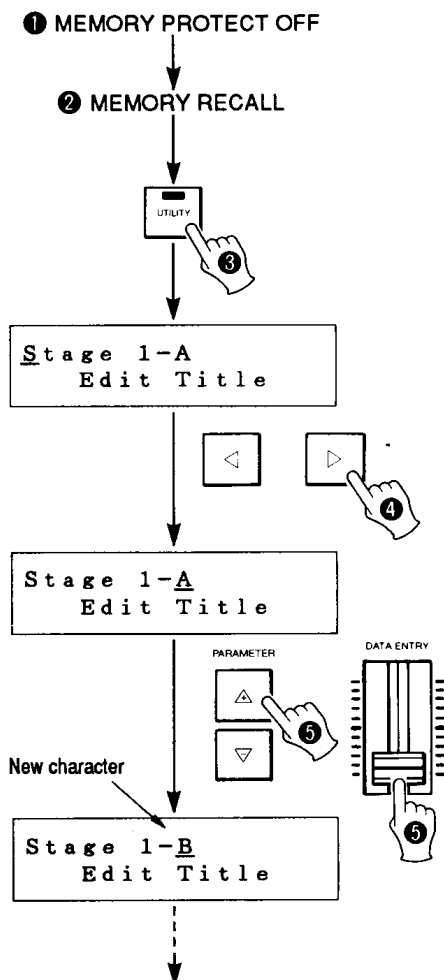 ❶ MEMORY PROTECT OFF
❷ MEMORY RECALL
UTILITY
❸
Stage 1-A
Edit Title
❹
Stage 1-A
Edit Title
PARAMETER
DATA ENTRY
❺
❺
New character
Stage 1-B
Edit Title